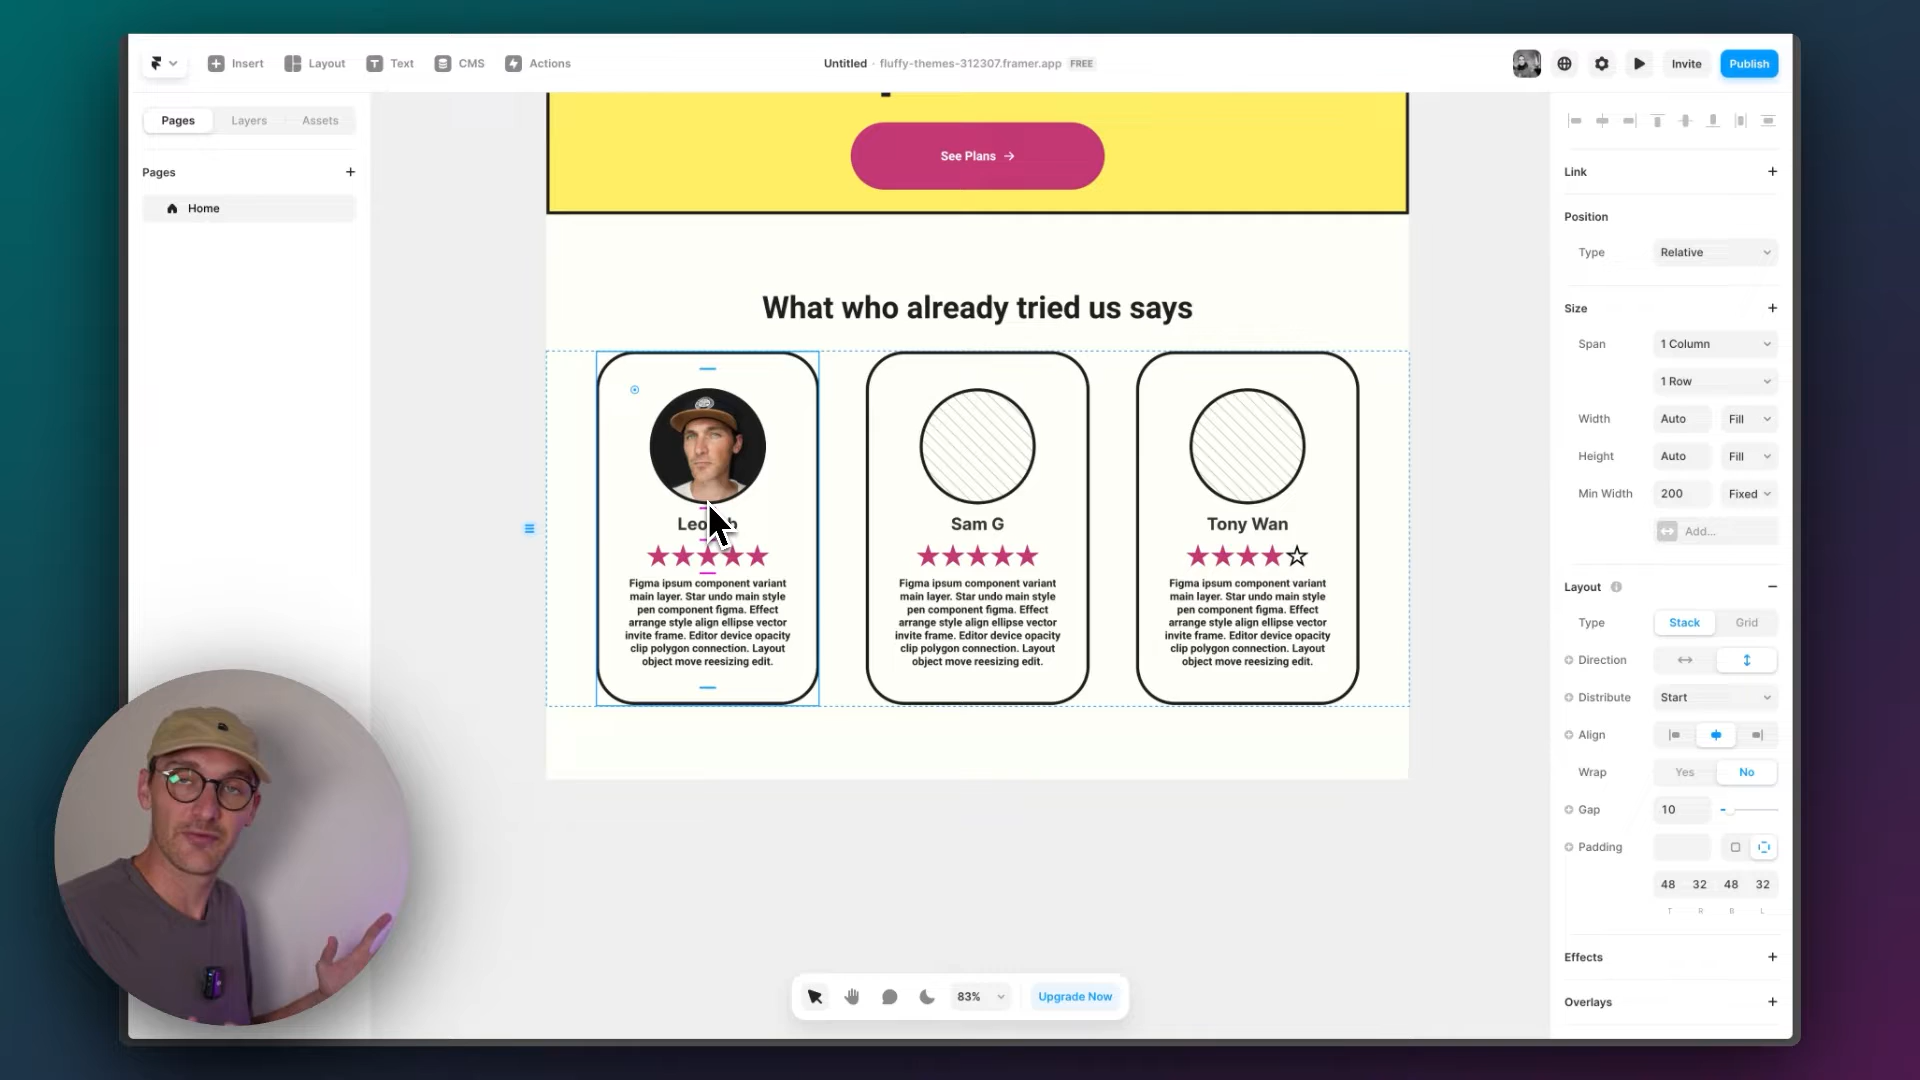 Insert
Layout
Text
CMS
Actions
Untitled · fluffy-themes-312307.framer.app FREE
Invite
Publish
Pages
Layers
Assets
Pages
Home
See Plans →
What who already tried us says
Sam G
Tony Wan
Figma ipsum component variant
main layer. Star undo main style
pen component figma. Effect
arrange style align ellipse vector
invite frame. Editor device opacity
clip polygon connection. Layout
object move reesizing edit.
Figma ipsum component variant
main layer. Star undo main style
pen component figma. Effect
arrange style align ellipse vector
invite frame. Editor device opacity
clip polygon connection. Layout
object move reesizing edit.
Figma ipsum component variant
main layer. Star undo main style
pen component figma. Effect
arrange style align ellipse vector
invite frame. Editor device opacity
clip polygon connection. Layout
object move reesizing edit.
83%
Upgrade Now
Link
Position
Type Relative
Size
Span 1 Column
1 Row
Width Auto Fill
Height Auto Fill
Min Width 200 Fixed
Add...
Layout
Type Stack Grid
Direction
Distribute Start
Align
Wrap Yes No
Gap 10
Padding
48 32 48 32
T R B L
Effects
Overlays